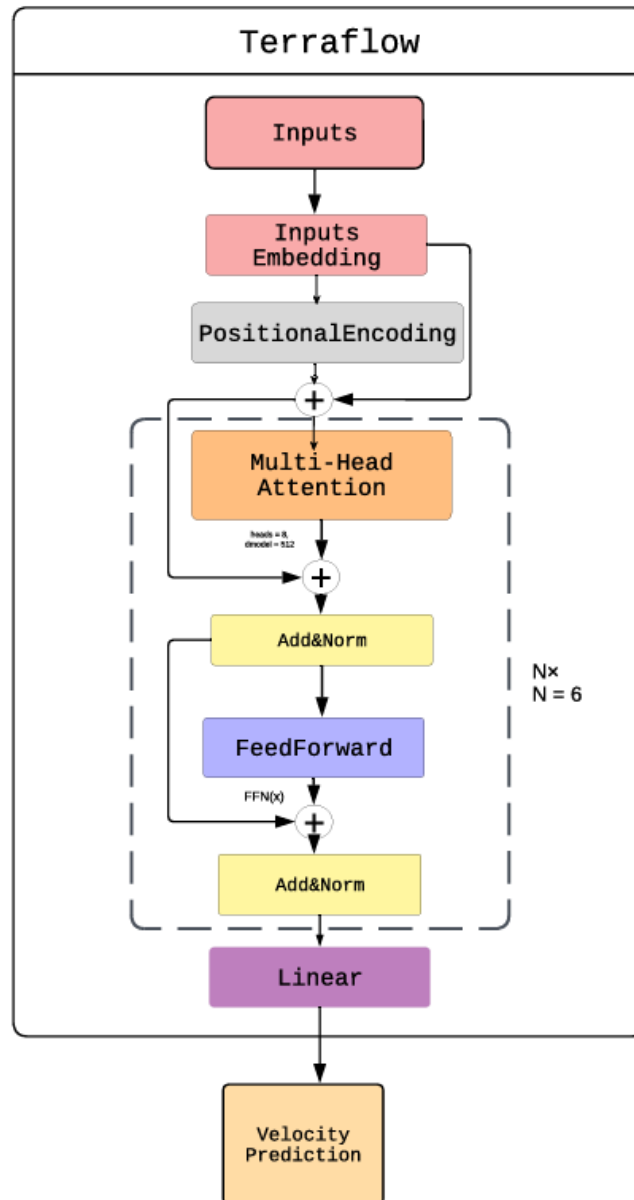 Terraflow
Inputs
Inputs
Embedding
PositionalEncoding
+
Multi-Head
Attention
heads = 8,
dmodel = 512
+
Add&Norm
N×
N = 6
FeedForward
FFN(x)
+
Add&Norm
Linear
Velocity
Prediction